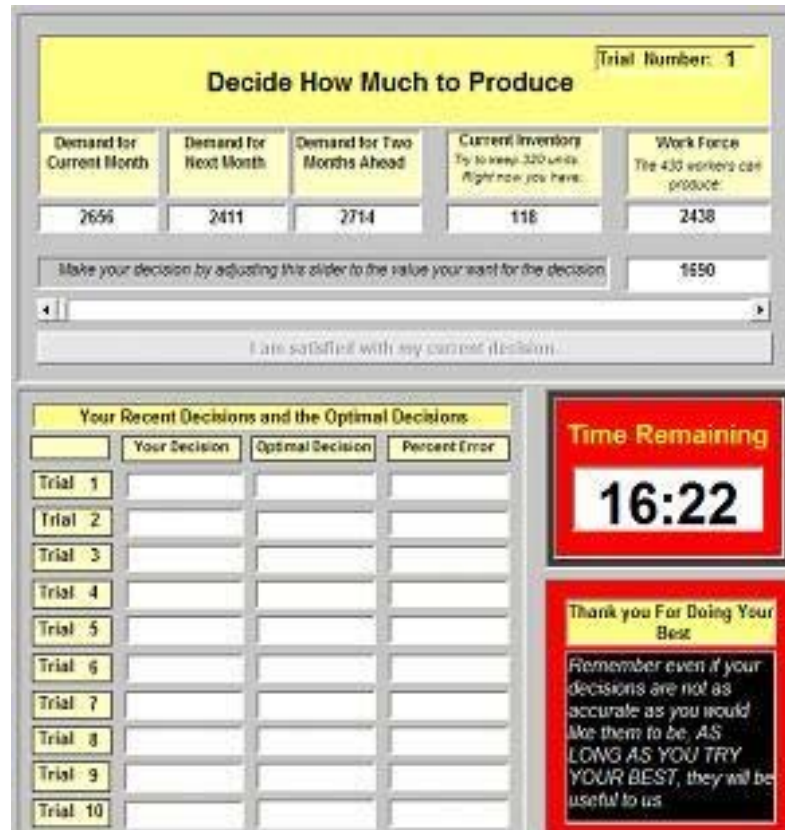 Trial Number: 1
Decide How Much to Produce
Demand for
Current Month
Demand for
Next Month
Demand for Two
Months Ahead
Current Inventory
Try to keep 320 units.
Right now you have:
Work Force
The 430 workers can
produce:
2656
2411
2714
118
2438
Make your decision by adjusting this slider to the value your want for the decision.
1690
I am satisfied with my current decision.
Your Recent Decisions and the Optimal Decisions
Your Decision
Optimal Decision
Percent Error
Trial 1
Trial 2
Trial 3
Trial 4
Trial 5
Trial 6
Trial 7
Trial 8
Trial 9
Trial 10
Time Remaining
16:22
Thank you For Doing Your
Best
Remember even if your
decisions are not as
accurate as you would
like them to be, AS
LONG AS YOU TRY
YOUR BEST, they will be
useful to us